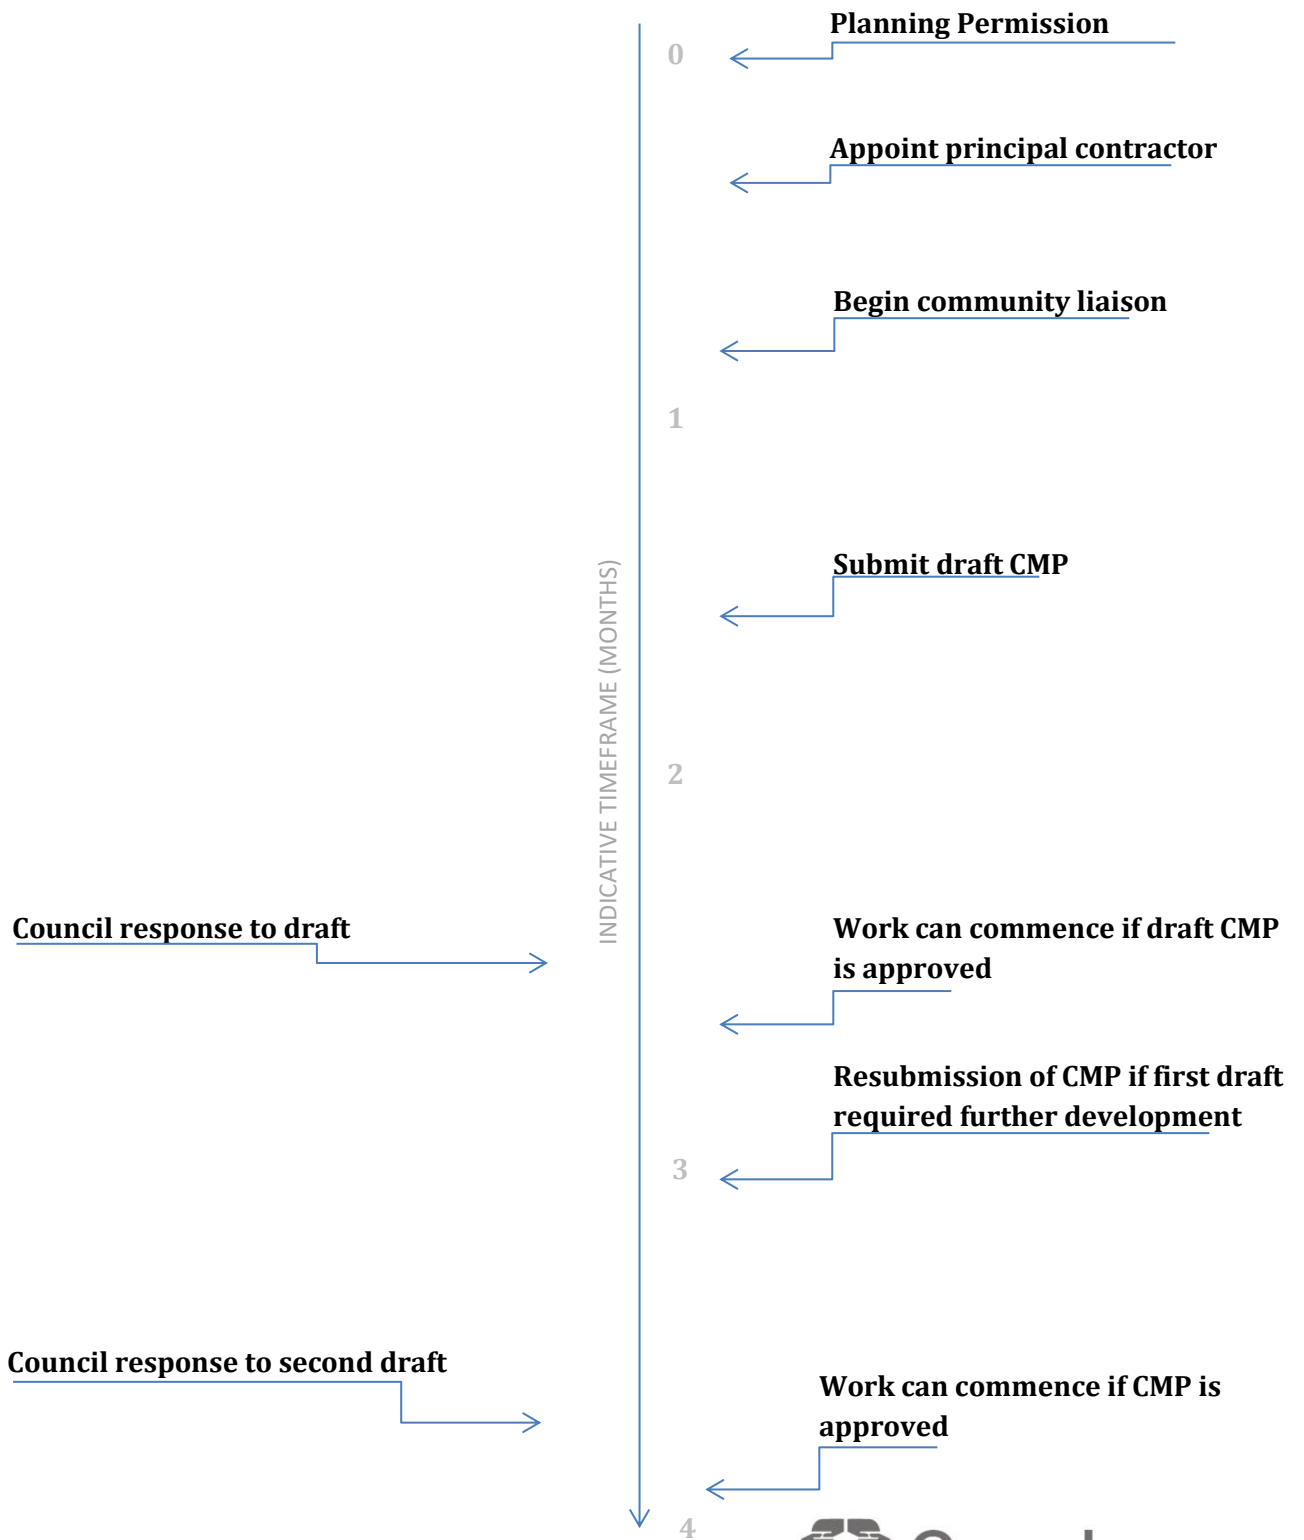 Planning Permission
0
Appoint principal contractor
Begin community liaison
1
Submit draft CMP
INDICATIVE TIMEFRAME (MONTHS)
2
Council response to draft
Work can commence if draft CMP
is approved
Resubmission of CMP if first draft
required further development
3
Council response to second draft
Work can commence if CMP is
approved
4